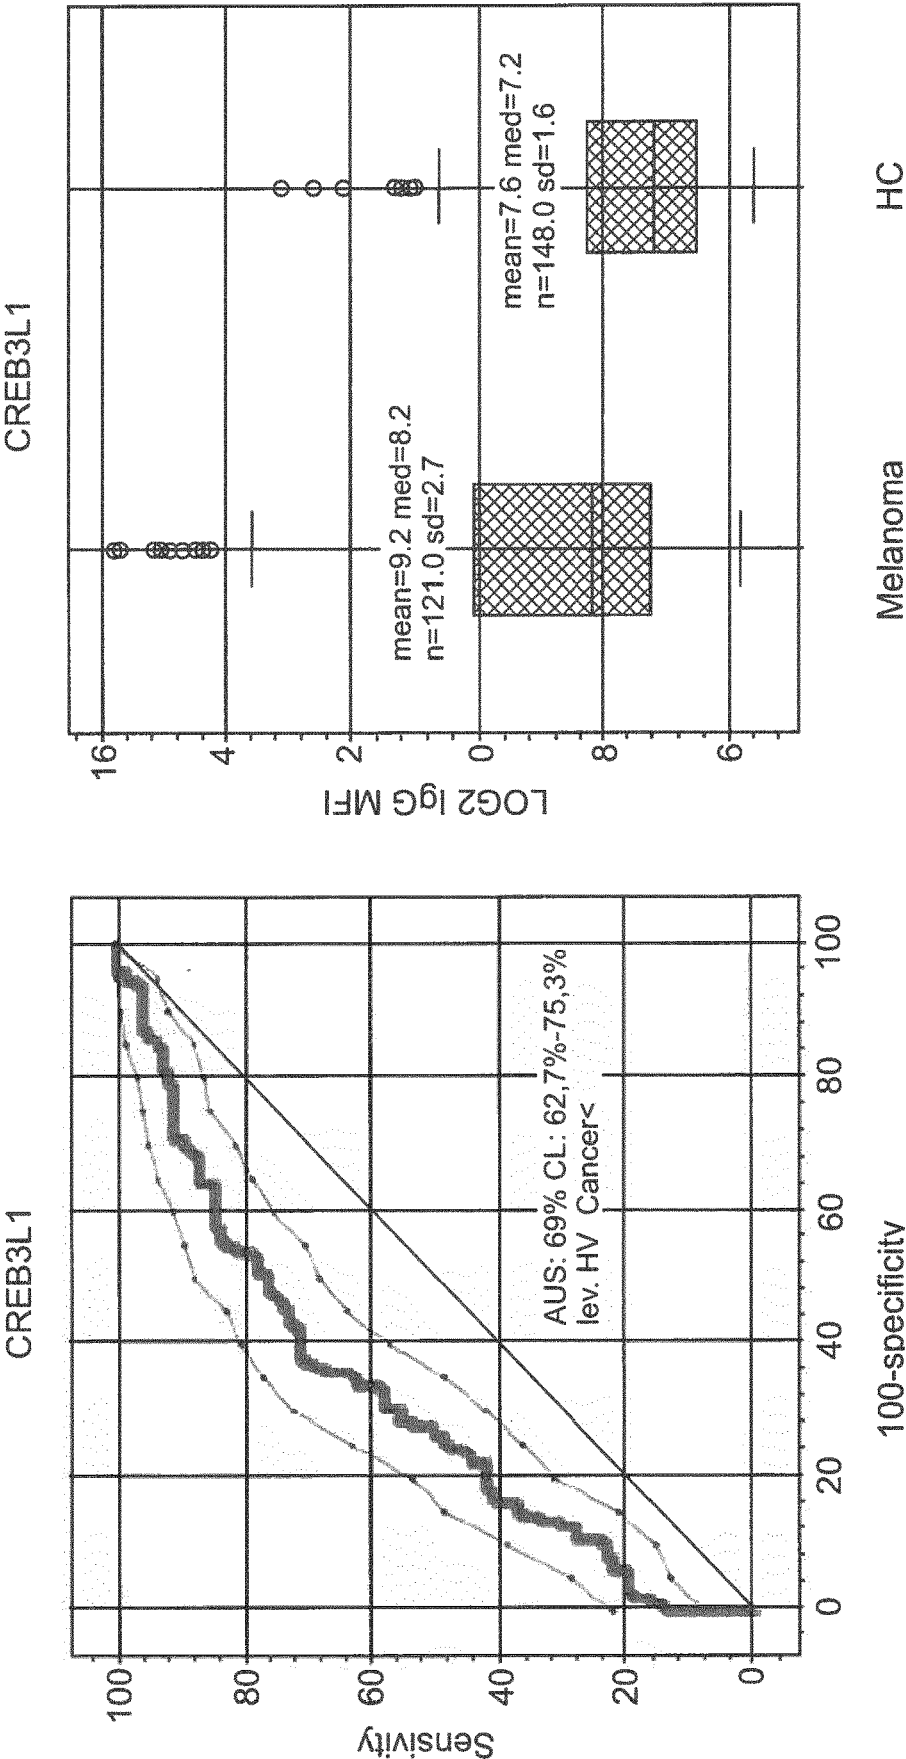 CREB3L1
Sensitivity
100
80
60
40
20
0
AUS: 69% CL: 62,7%-75,3%
lev. HV Cancer<
0
20
40
60
80
100
100-specificity
CREB3L1
LOG2 IgG MFI
16
4
2
0
8
6
mean=9.2 med=8.2
n=121.0 sd=2.7
mean=7.6 med=7.2
n=148.0 sd=1.6
Melanoma
HC